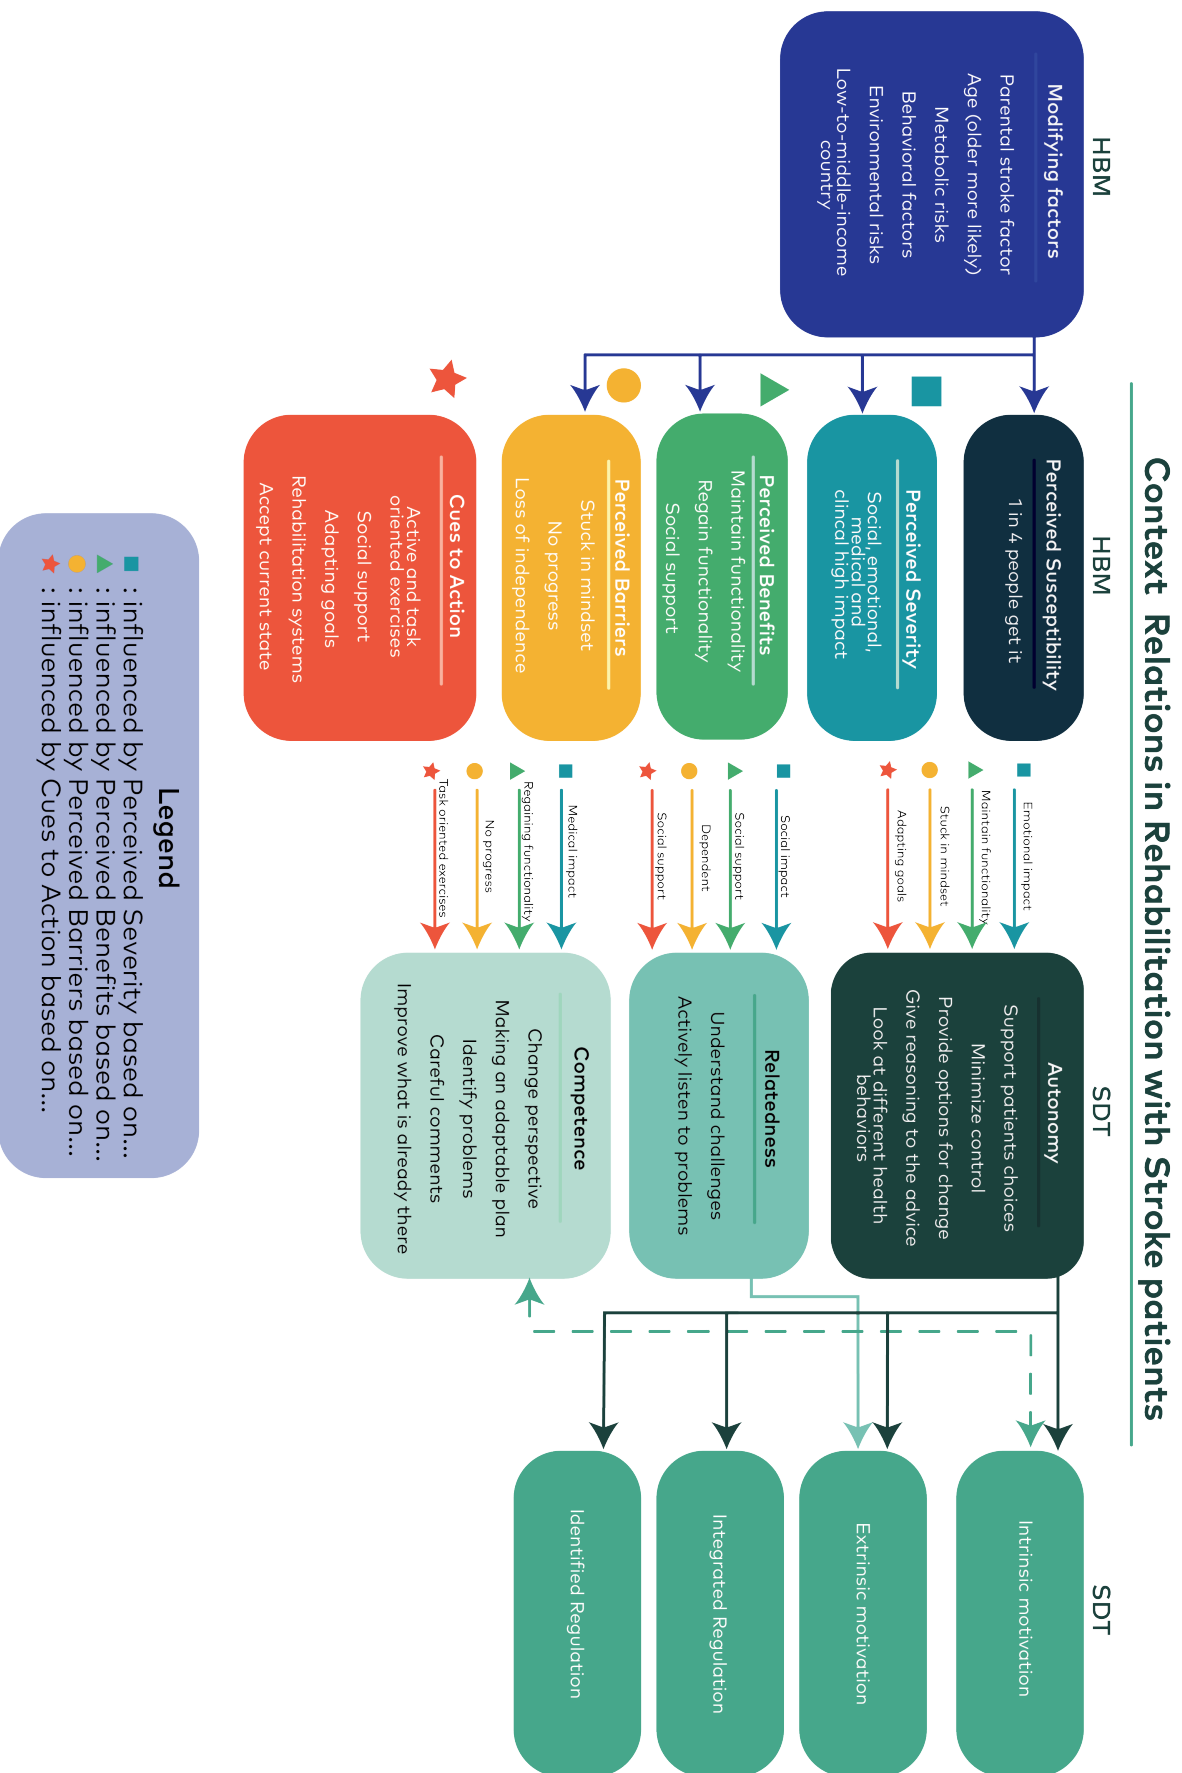 Context Relations in Rehabilitation with Stroke patients
HBM
HBM
SDT
SDT
Modifying factors
Parental stroke factor
Age (older more likely)
Metabolic risks
Behavioral factors
Environmental risks
Low-to-middle-income
country
Perceived Susceptibility
1 in 4 people get it
Perceived Severity
Social, emotional,
medical and
clincal high impact
Perceived Benefits
Maintain functionality
Regain functionality
Social support
Perceived Barriers
Stuck in mindset
No progress
Loss of independence
Cues to Action
Active and task
oriented exercises
Social support
Adapting goals
Rehabilitation systems
Accept current state
Emotional impact
Maintain functionality
Stuck in mindset
Adapting goals
Social impact
Social support
Dependent
Social support
Medical impact
Regaining functionality
No progress
Task oriented exercises
Autonomy
Support patients choices
Minimize control
Provide options for change
Give reasoning to the advice
Look at different health
behaviors
Relatedness
Understand challenges
Actively listen to problems
Competence
Change perspective
Making an adaptable plan
Identify problems
Careful comments
Improve what is already there
Intrinsic motivation
Extrinsic motivation
Integrated Regulation
Identified Regulation
Legend
: influenced by Perceived Severity based on...
: influenced by Perceived Benefits based on...
: influenced by Perceived Barriers based on...
: influenced by Cues to Action based on...